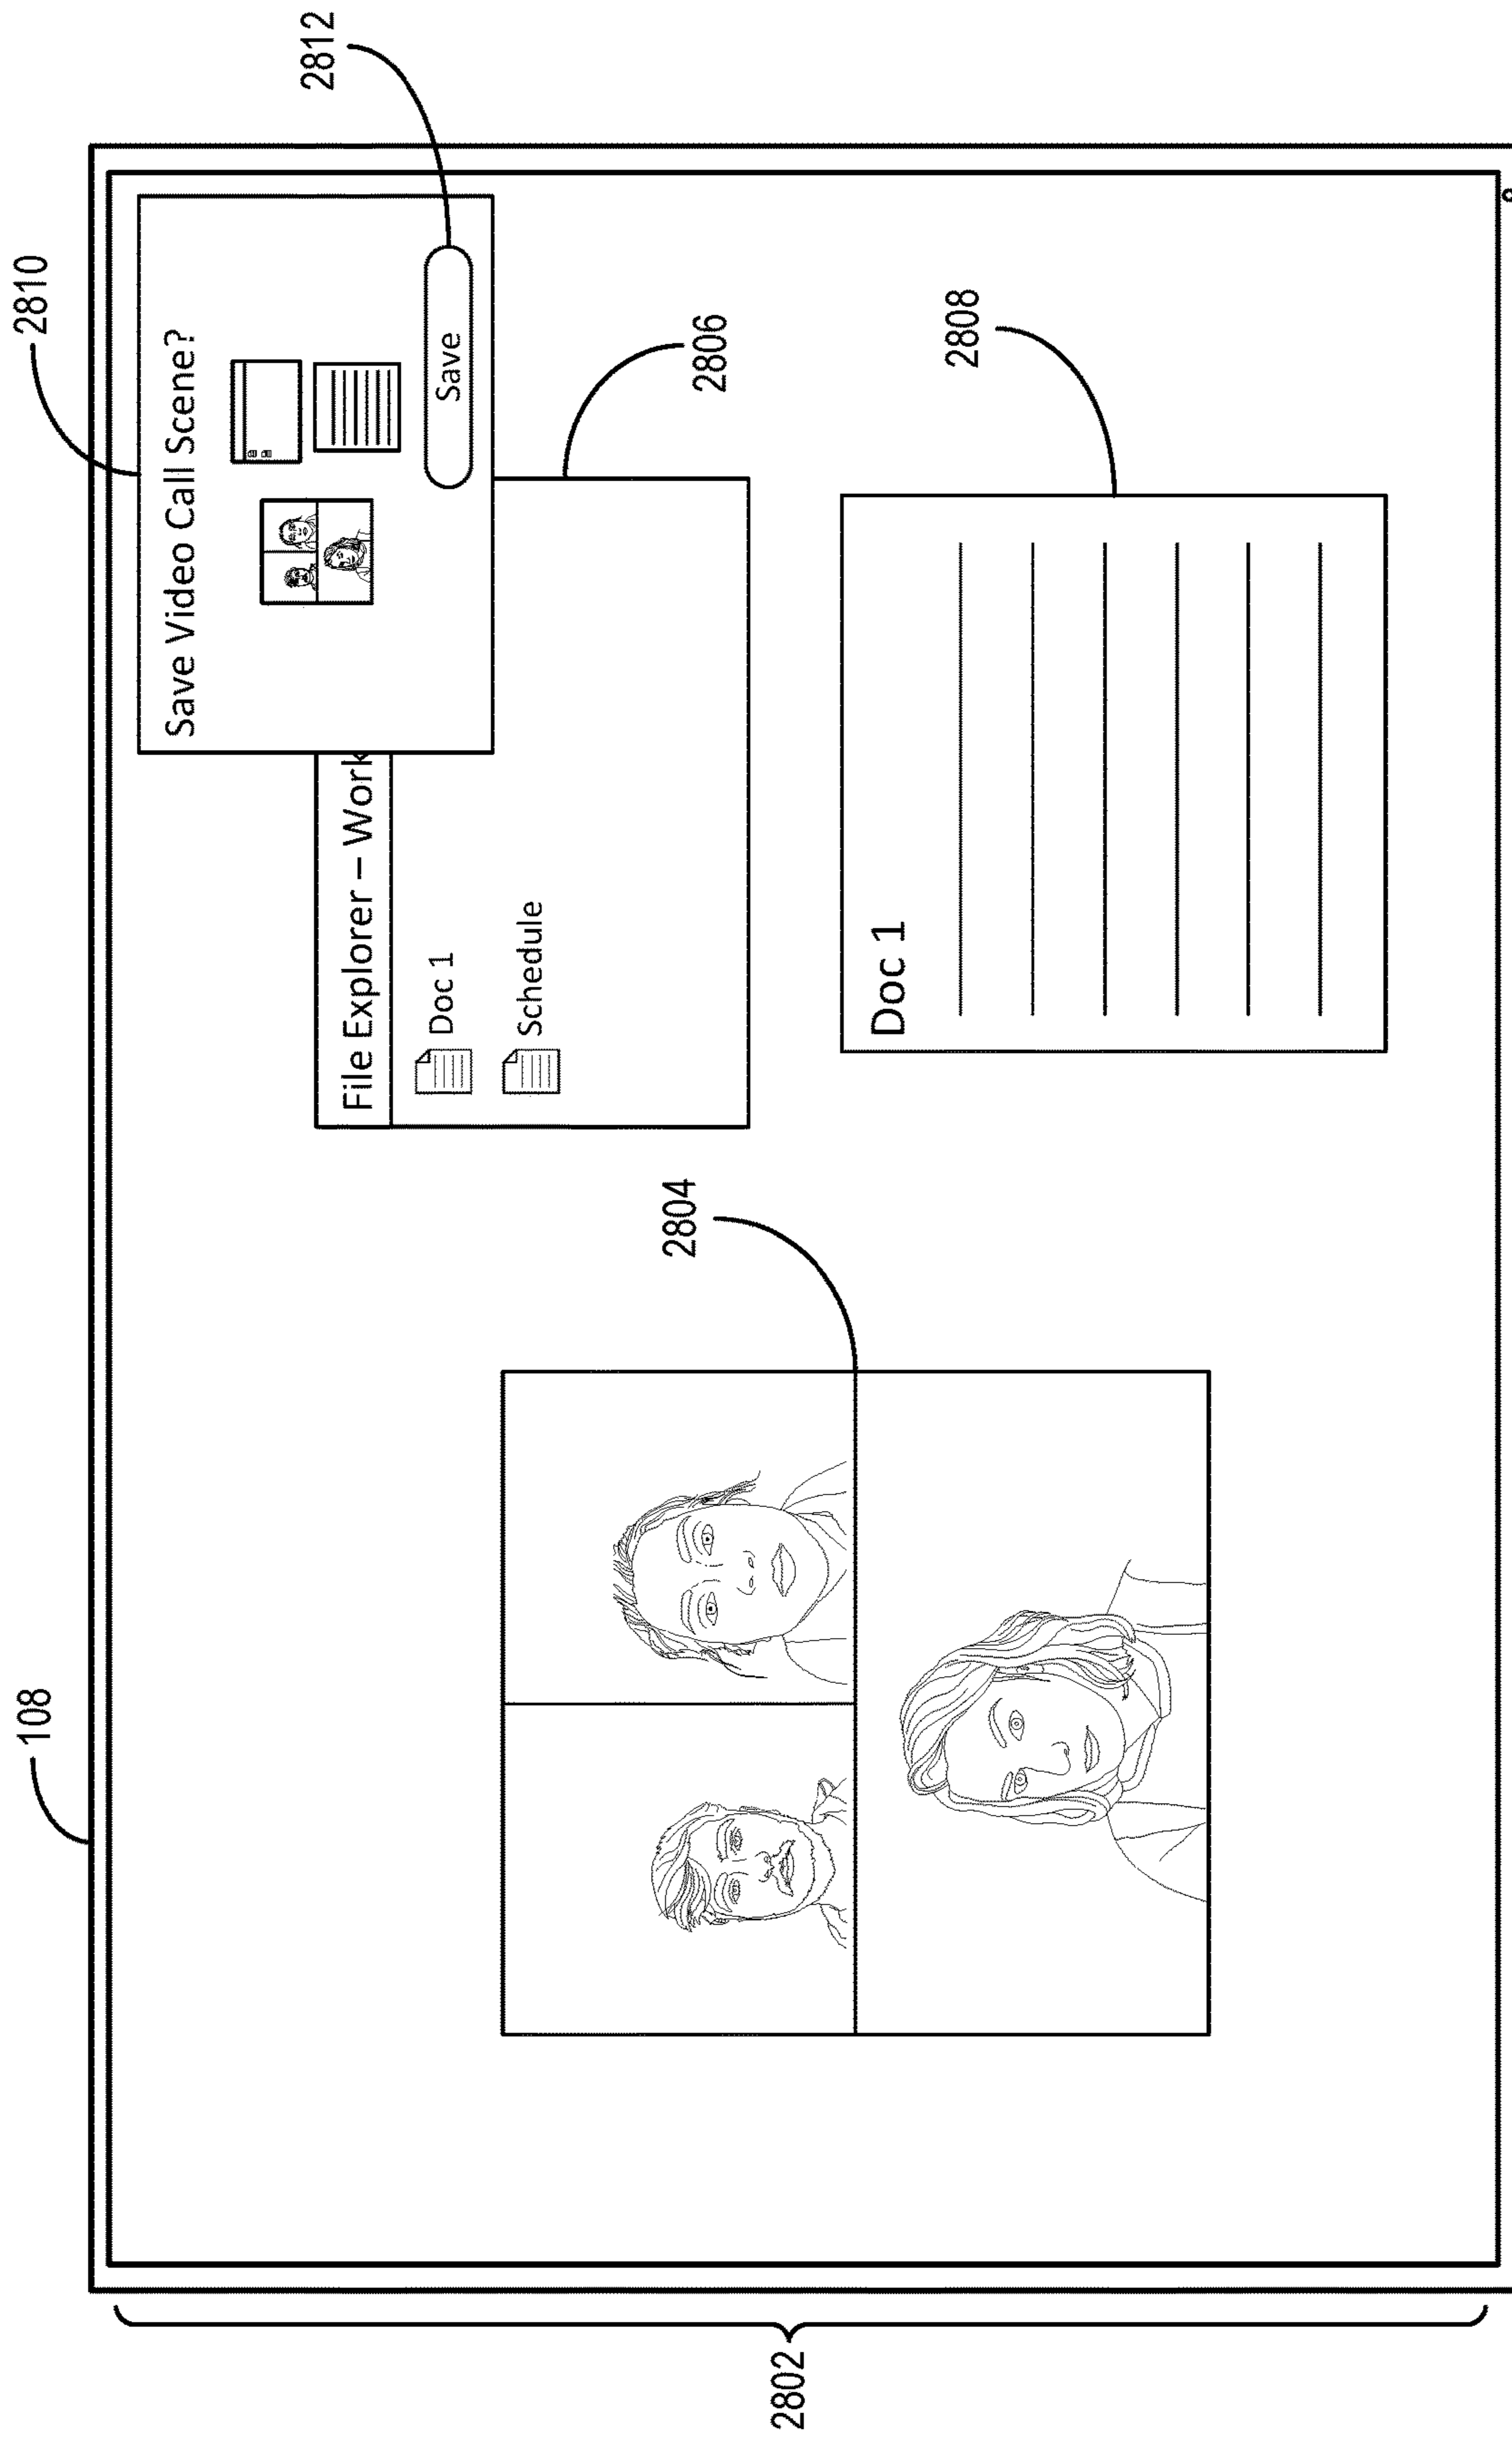 108
2810
2812
Save Video Call Scene?
Save
File Explorer – Work
Doc 1
Schedule
2806
2804
2808
Doc 1
2802